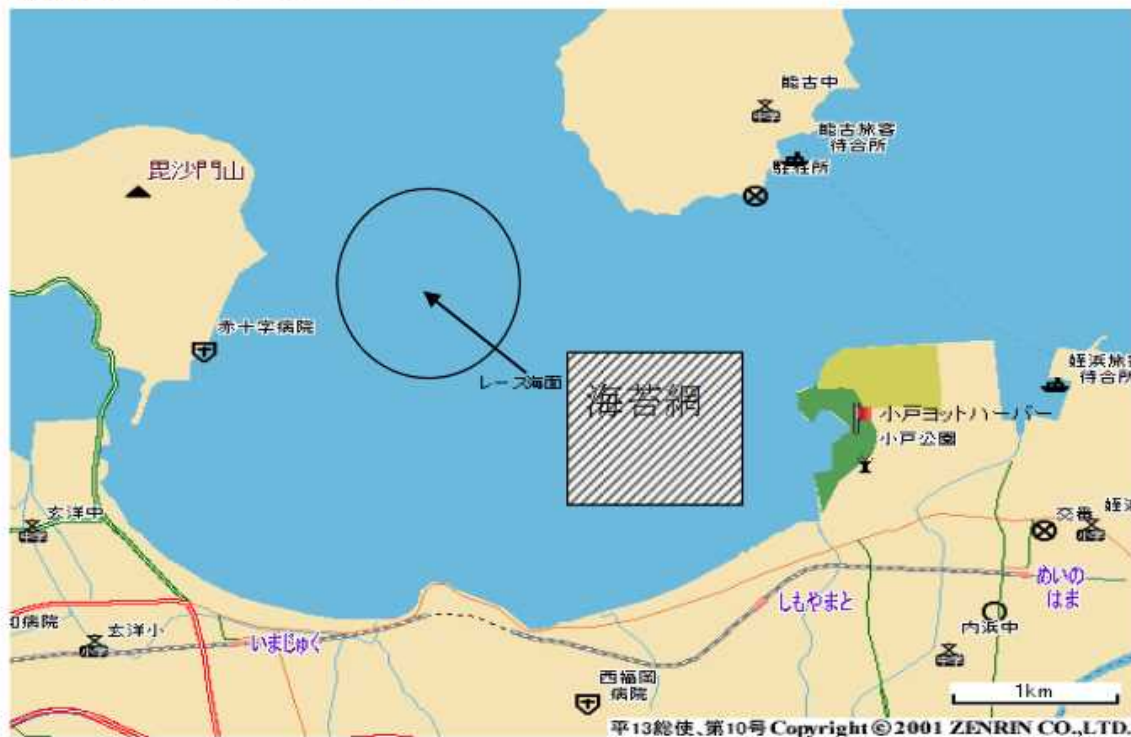 能古中
能古旅客
待合所
駐在所
毘沙門山
赤十字病院
レース海面
海苔網
姪浜旅客
待合所
小戸ヨットハーバー
小戸公園
玄洋中
交番
姪浜
めいの
はま
しもやまと
いまじゅく
和病院
玄洋小
内浜中
西福岡
病院
1km
平13総使、第10号 Copyright © 2001 ZENRIN CO.,LTD.